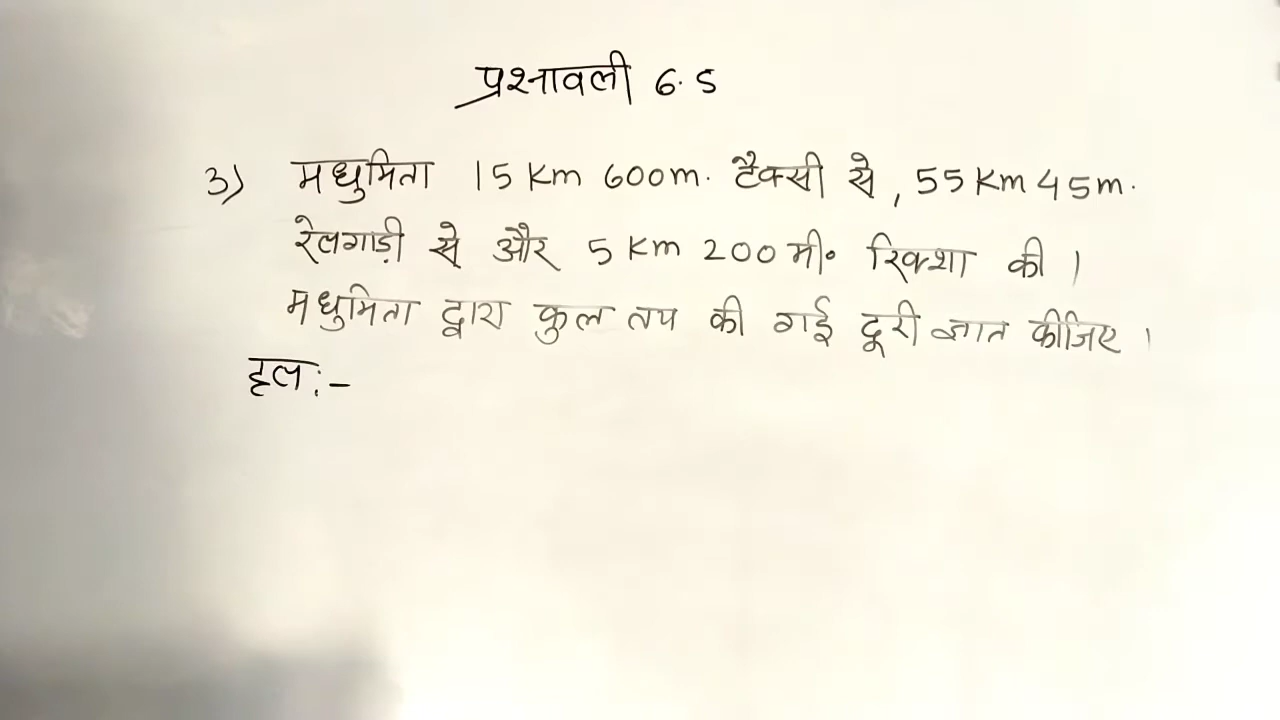 प्रश्नावली 6.5
3) मधुमिता 15 Km 600m. टैक्सी से, 55 Km 45m.
रेलगाड़ी से और 5 Km 200 मी. रिक्शा की ।
मधुमिता द्वारा कुल तय की गई दूरी ज्ञात कीजिए ।
हल:-